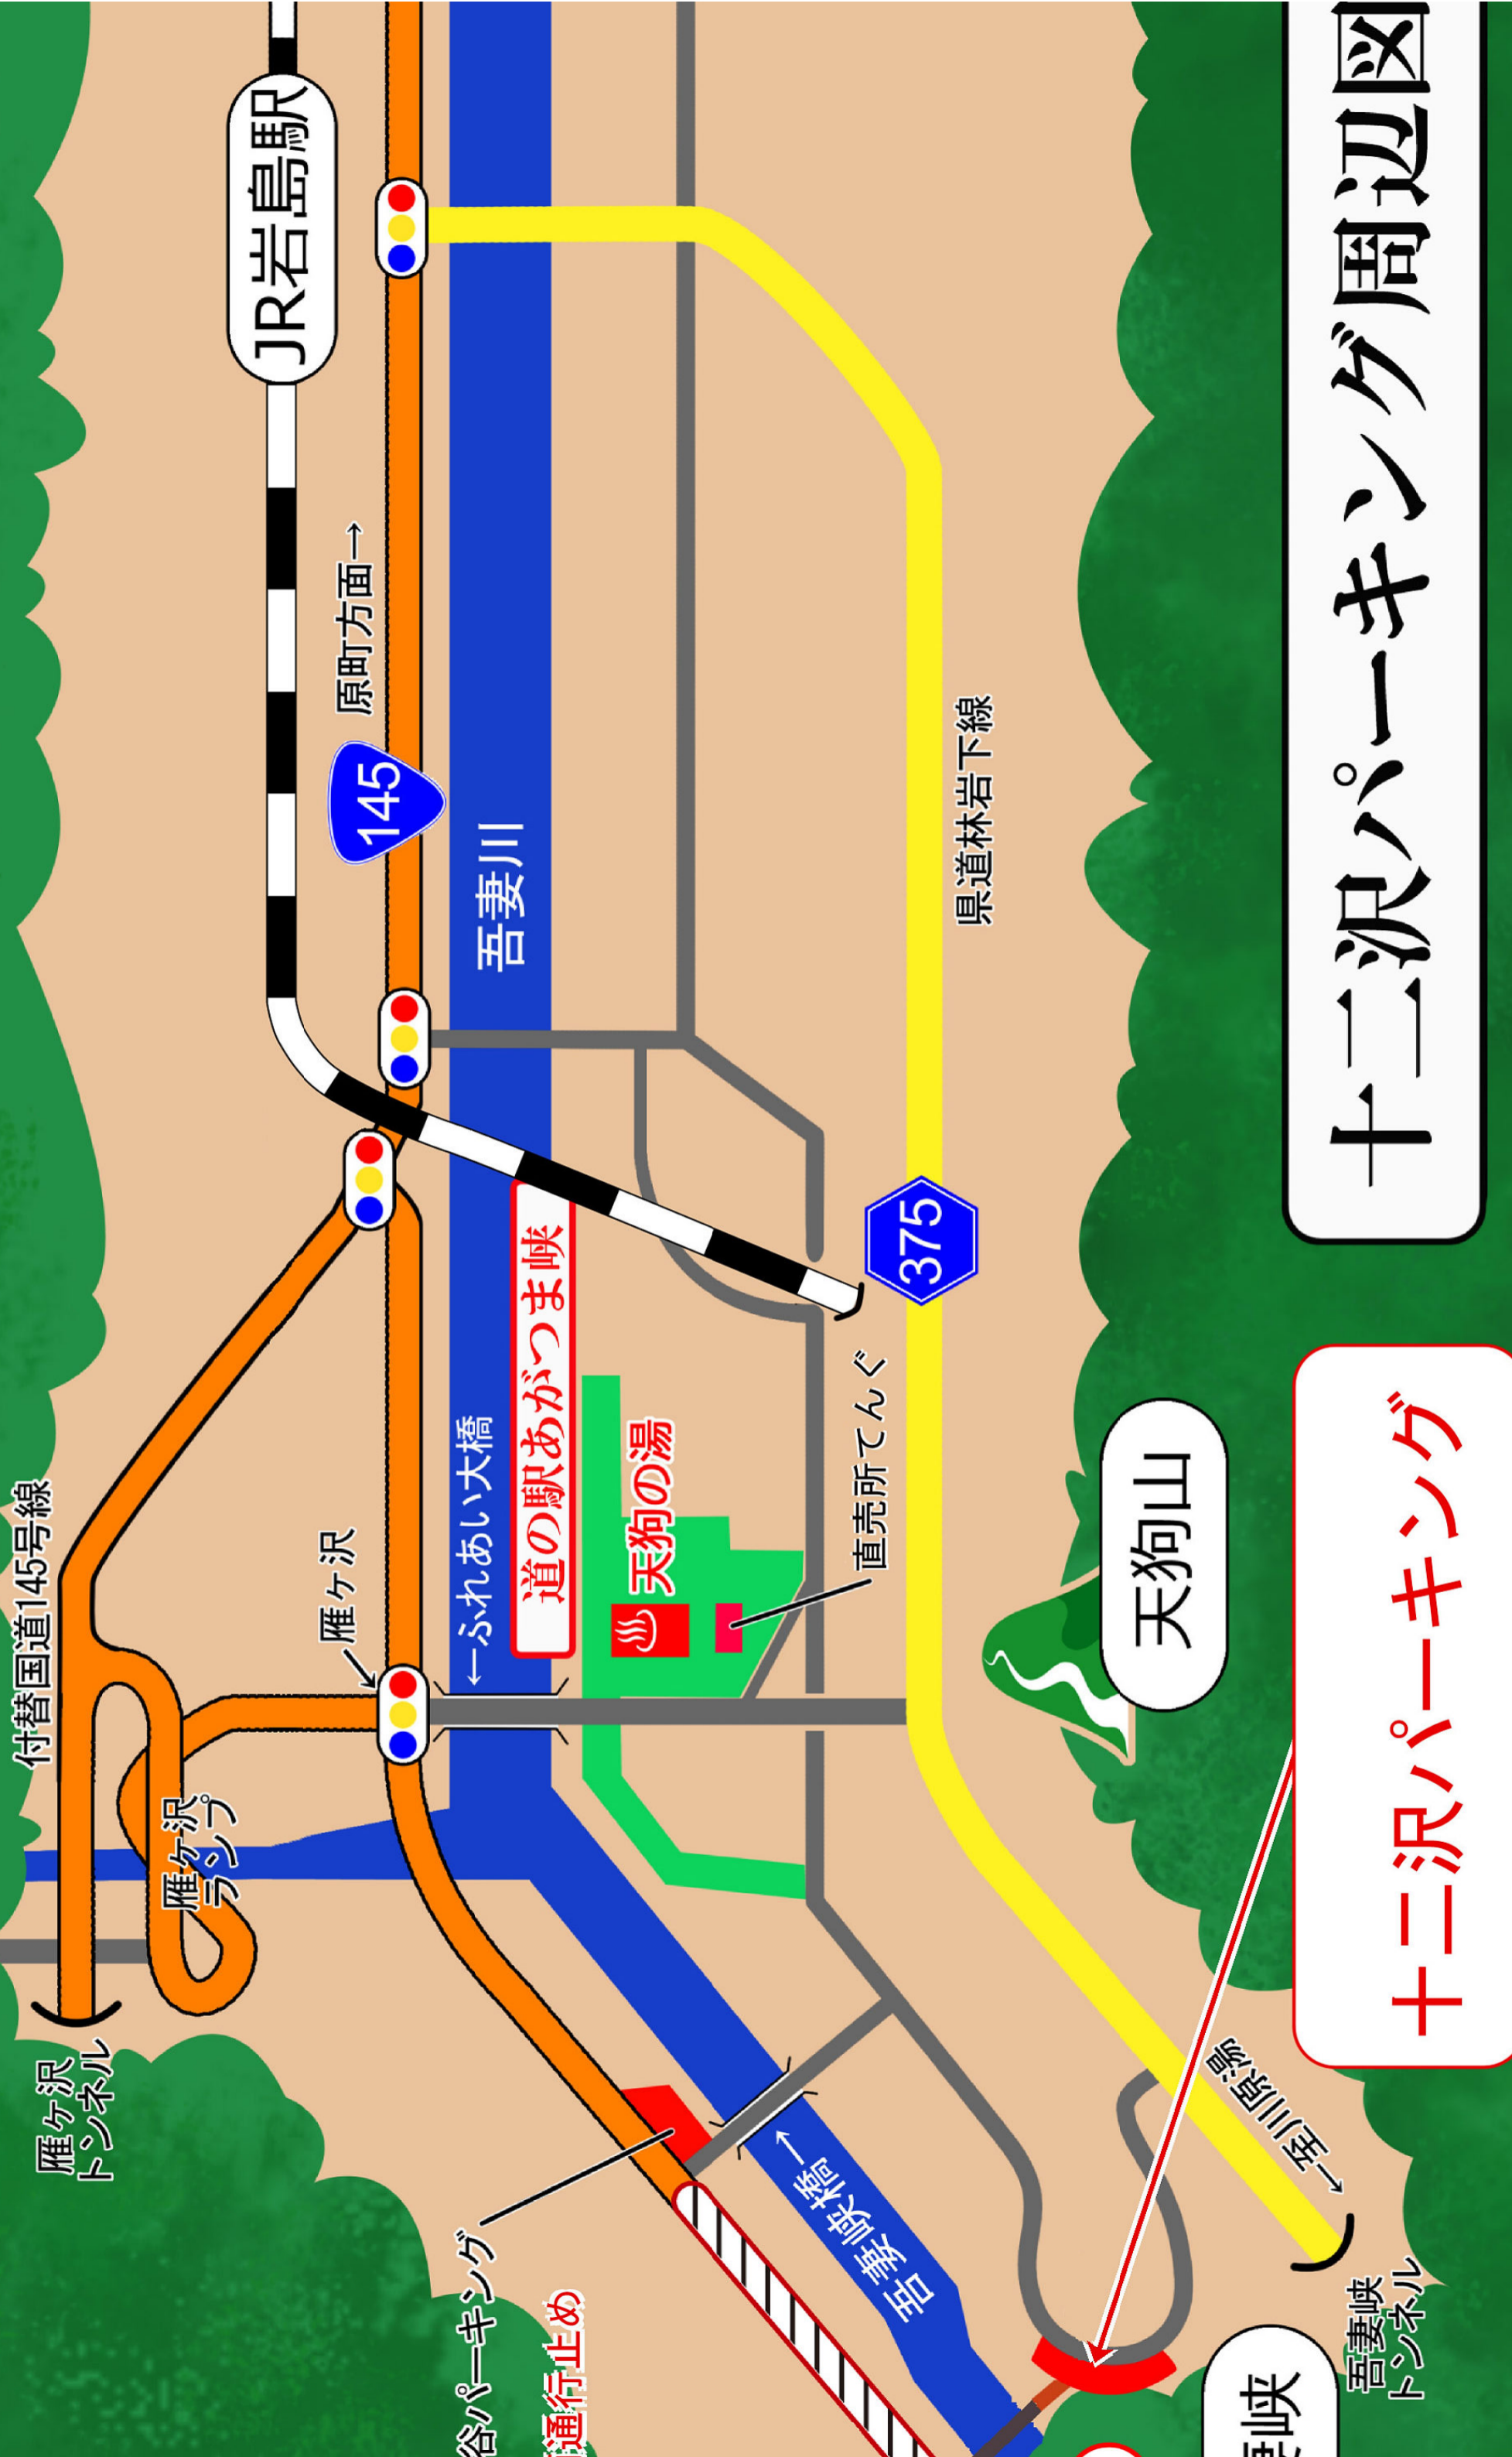 付替国道145号線
雁ヶ沢
トンネル
雁ヶ沢
ランプ
雁ヶ沢
JR岩島駅
原町方面→
145
吾妻川
←ふれあい大橋
道の駅あがつま峡
天狗の湯
直売所てんぐ
375
県道林岩下線
谷パーキング
通行止め
吾妻峡橋→
天狗山
←至川原湯
吾妻峡
トンネル
峡
十二沢パーキング
十二沢パーキング周辺図